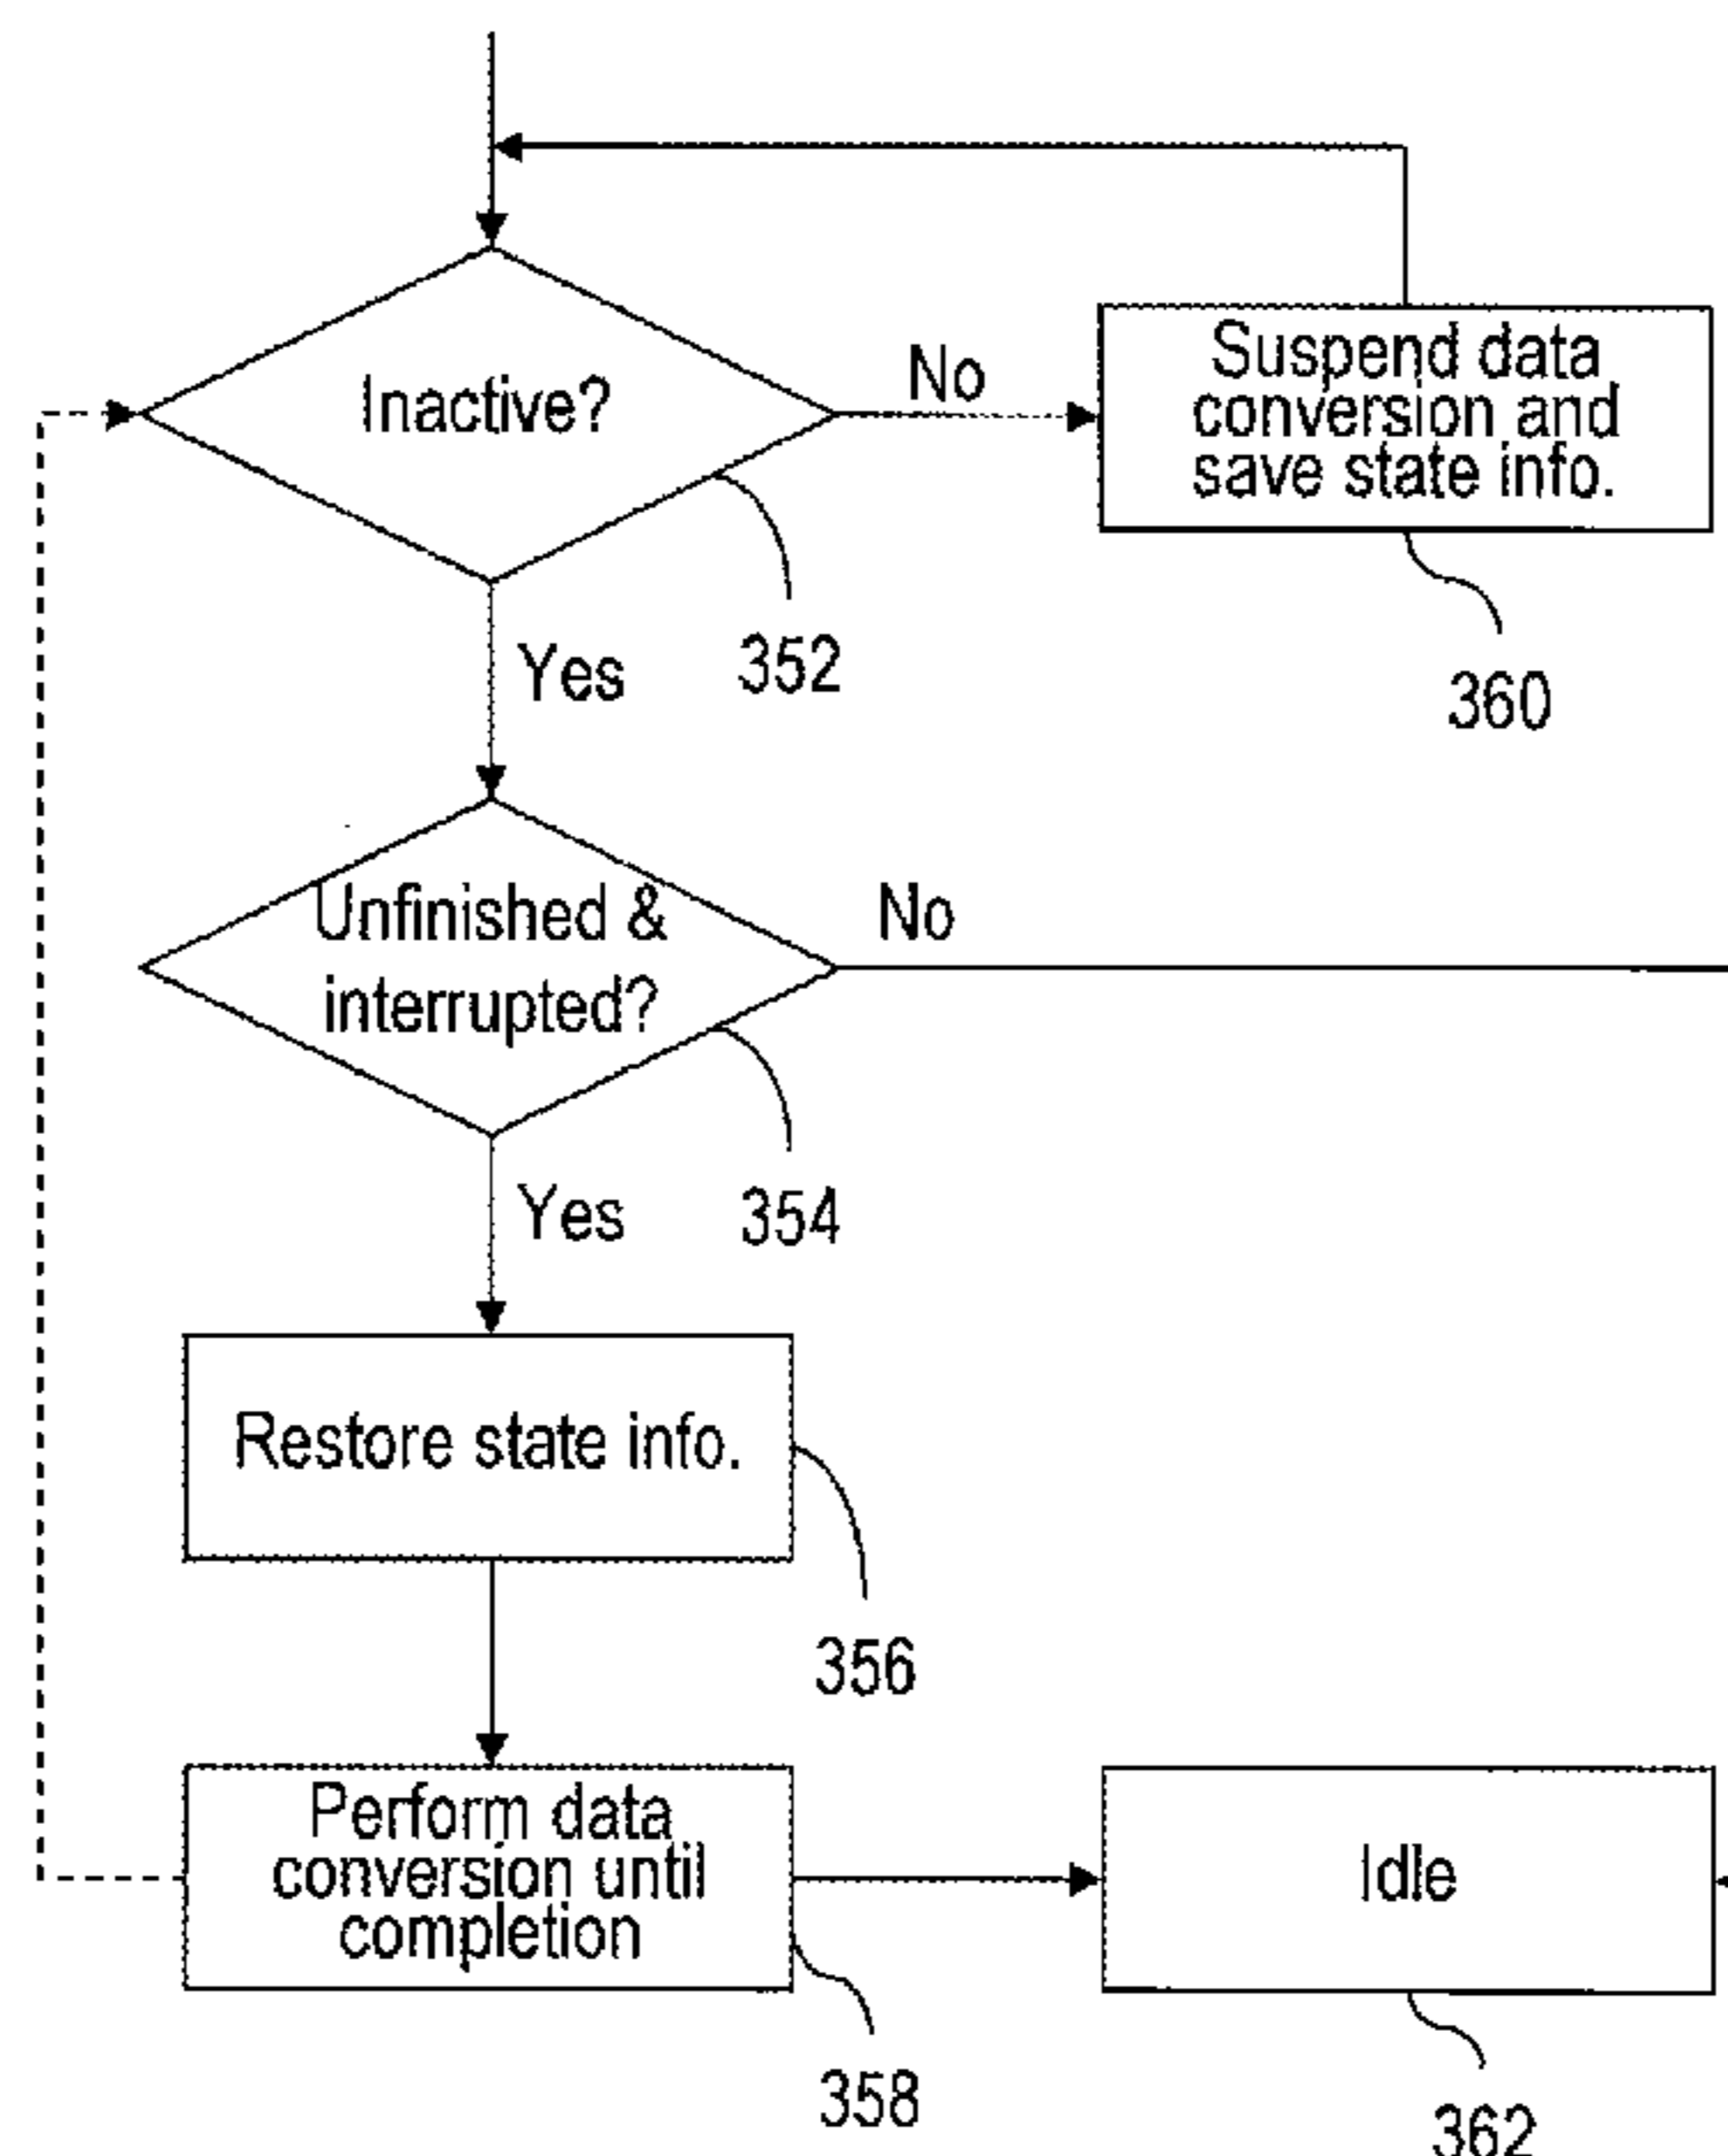 Inactive?
No
Suspend data
conversion and
save state info.
352
360
Yes
Unfinished &
interrupted?
No
354
Yes
Restore state info.
356
Perform data
conversion until
completion
358
Idle
362